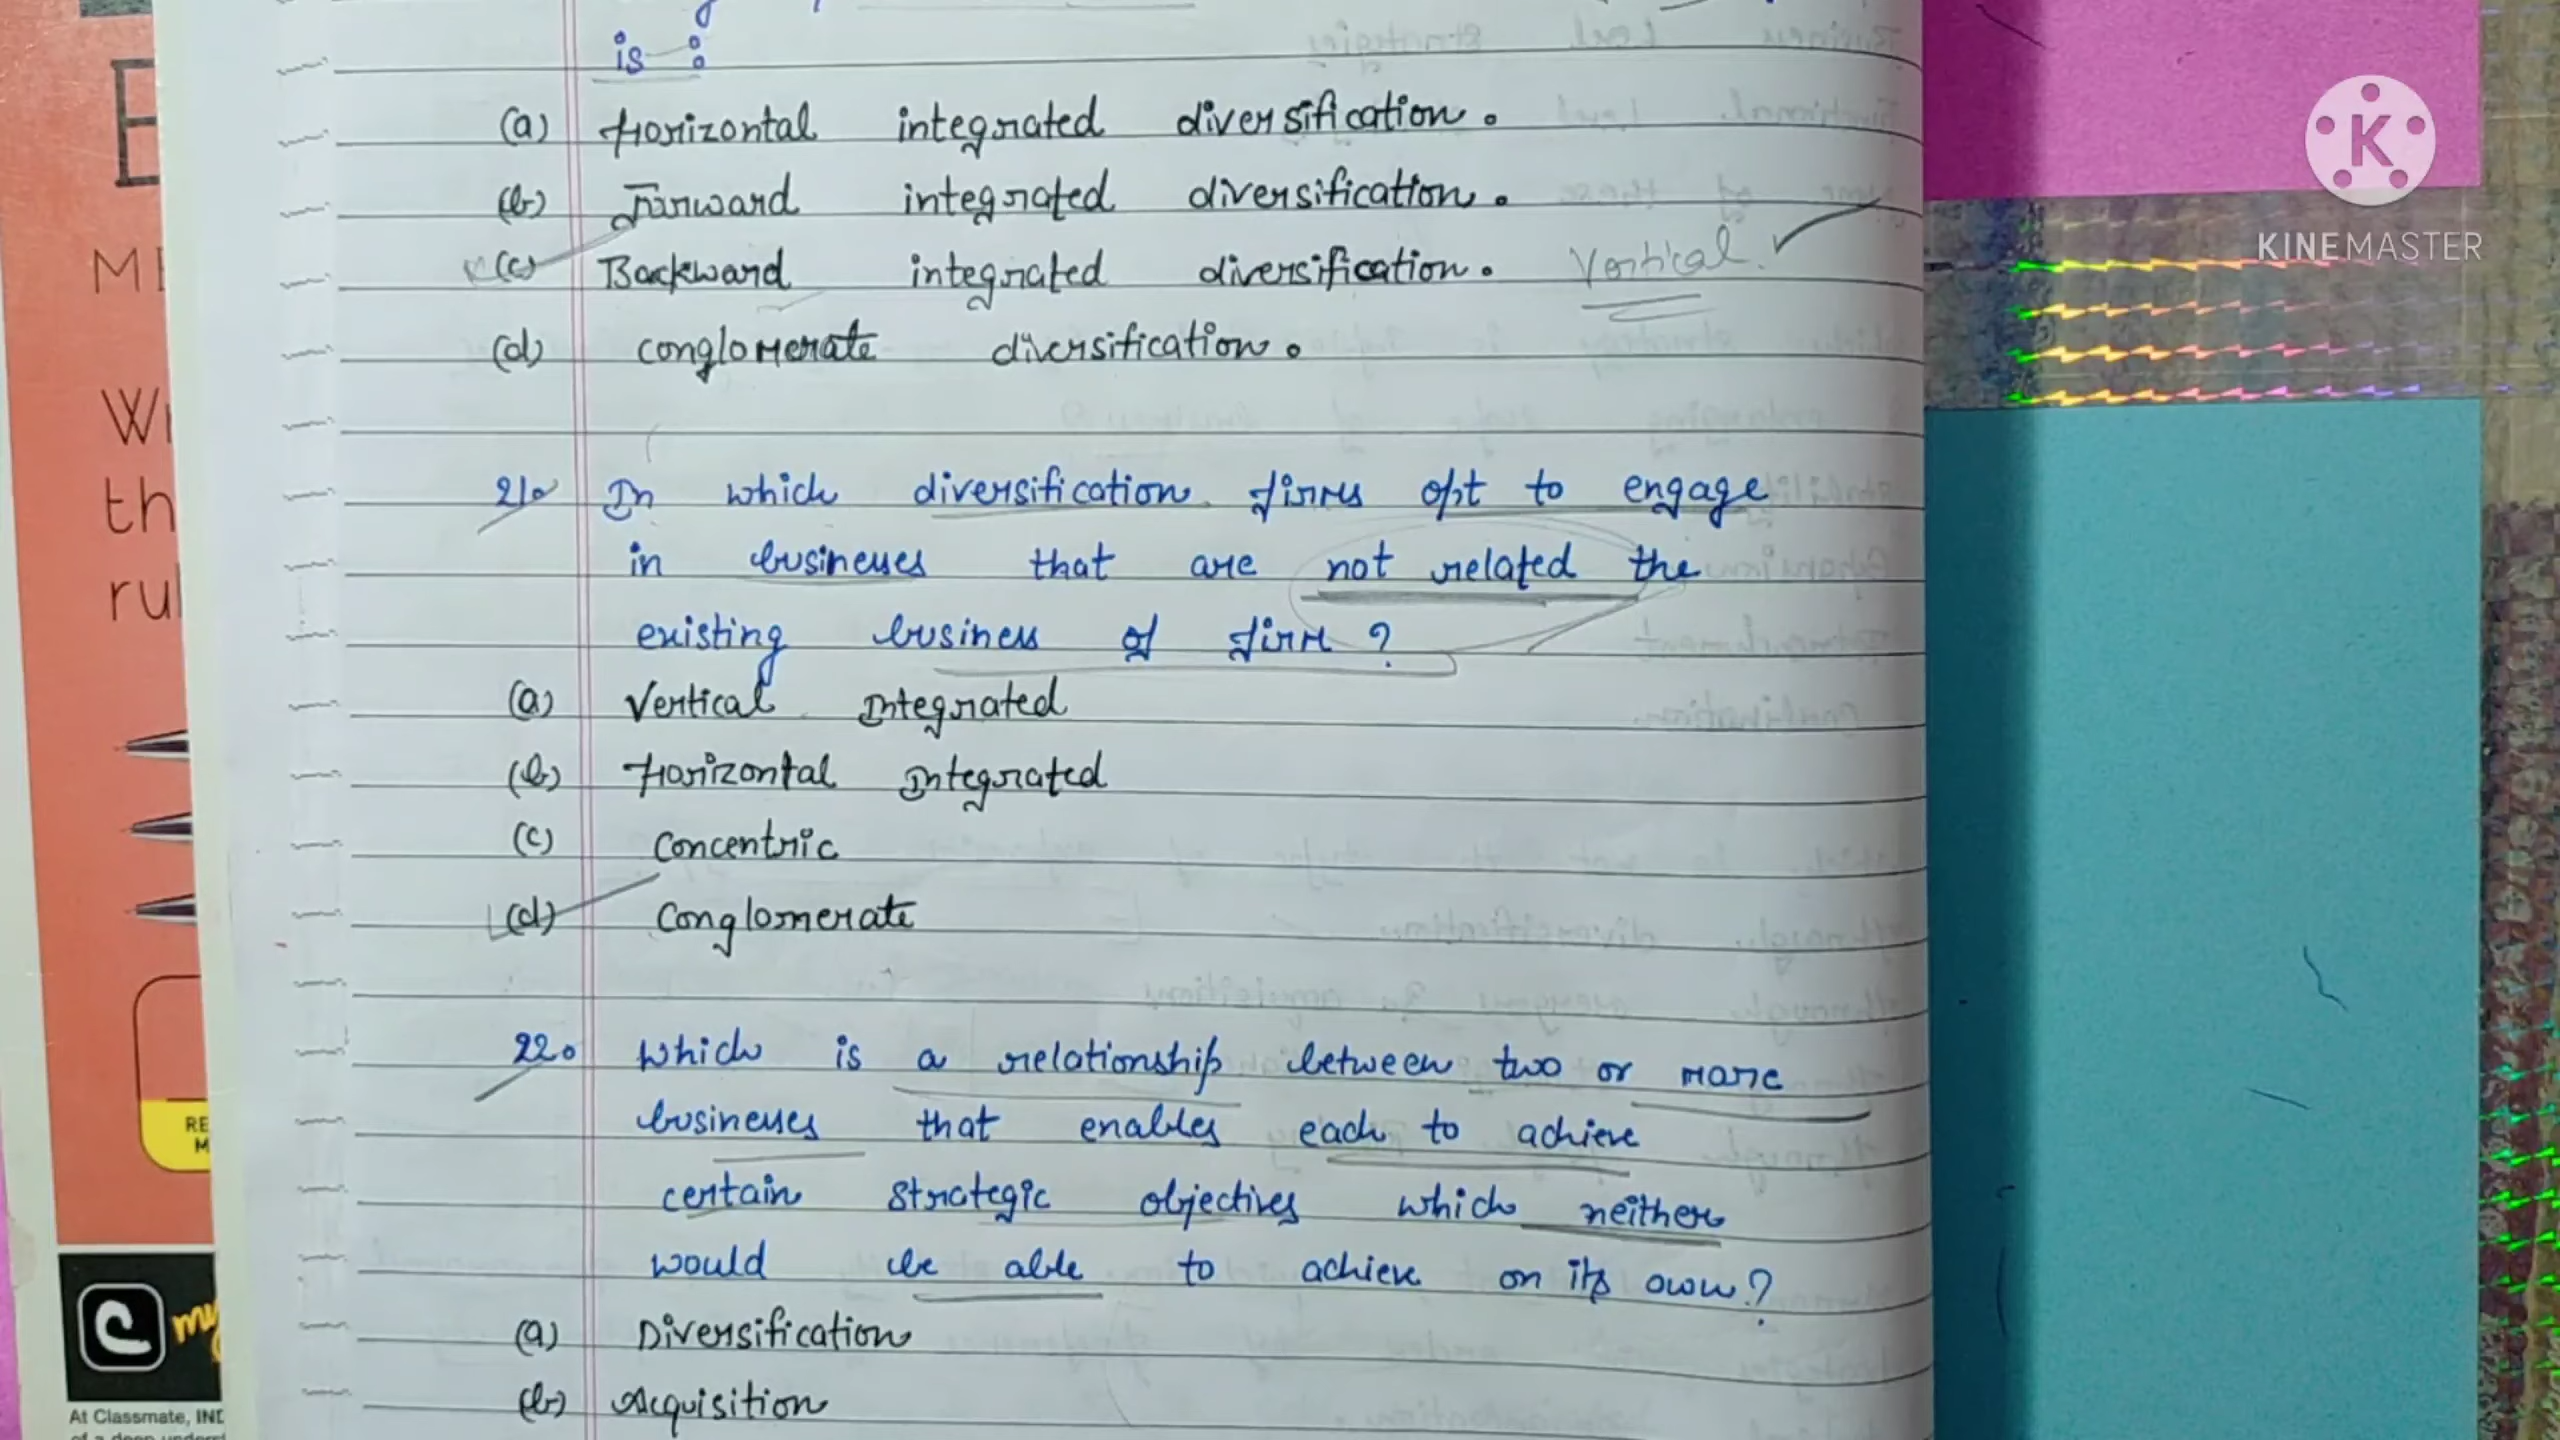 is :
(a) Horizontal integrated diversification.
(b) Forward integrated diversification.
(c) Backward integrated diversification. Vertical
(d) conglomerate diversification.
21. In which diversification firms opt to engage
in businesses that are not related the
existing business of firm ?
(a) Vertical Integrated
(b) Horizontal Integrated
(c) Concentric
(d) Conglomerate
22. Which is a relationship between two or more
businesses that enables each to achieve
certain strategic objectives which neither
would be able to achieve on its own?
(a) Diversification
(b) Acquisition
K
KINEMASTER
At Classmate, IND